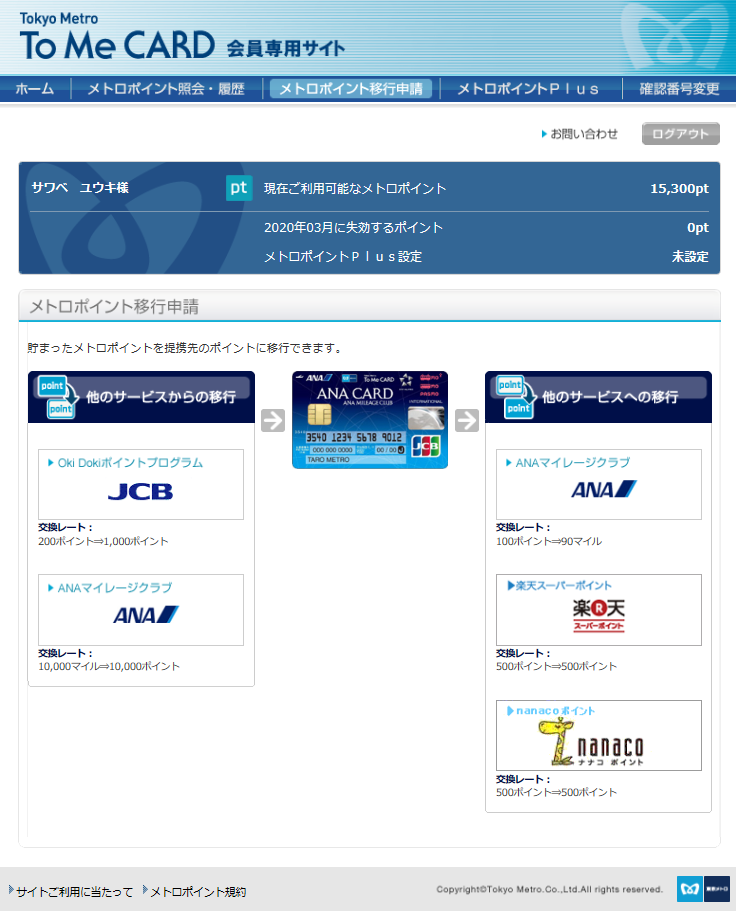 Tokyo Metro
To Me CARD 会員専用サイト
ホーム
メトロポイント照会・履歴
メトロポイント移行申請
メトロポイントＰｌｕｓ
確認番号変更
お問い合わせ
ログアウト
サワベ　ユウキ様
pt 現在ご利用可能なメトロポイント 15,300pt
2020年03月に失効するポイント 0pt
メトロポイントＰｌｕｓ設定 未設定
メトロポイント移行申請
貯まったメトロポイントを提携先のポイントに移行できます。
point
point
他のサービスからの移行
Oki Dokiポイントプログラム
JCB
交換レート：
200ポイント⇒1,000ポイント
ANAマイレージクラブ
ANA
交換レート：
10,000マイル⇒10,000ポイント
ANA
To Me CARD
ANA CARD
ANA MILEAGE CLUB
INTERNATIONAL
3540 1234 5678 9012
000 000 0000
00/00
TARO METRO
JCB
point
point
他のサービスへの移行
ANAマイレージクラブ
ANA
交換レート：
100ポイント⇒90マイル
楽天スーパーポイント
楽R天
スーパーポイント
交換レート：
500ポイント⇒500ポイント
nanacoポイント
nanaco
ナナコ ポイント
交換レート：
500ポイント⇒500ポイント
サイトご利用に当たって
メトロポイント規約
Copyright©Tokyo Metro.Co.,Ltd.All rights reserved.
東京メトロ